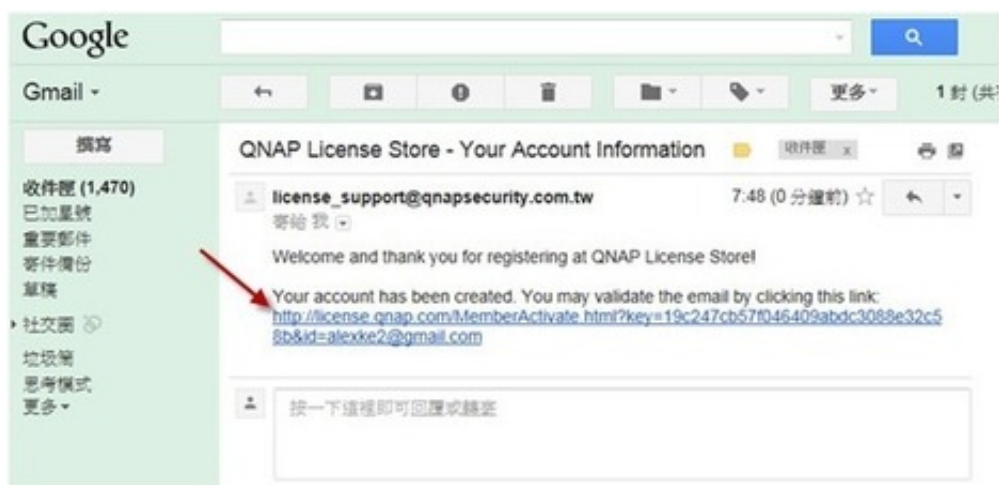 Google
Gmail
更多
1 封 (共
撰寫
QNAP License Store - Your Account Information
收件匣 x
收件匣 (1,470)
已加星號
重要郵件
寄件備份
草稿
社交圈
垃圾筒
思考模式
更多
license_support@qnapsecurity.com.tw
7:48 (0 分鐘前)
寄給 我
Welcome and thank you for registering at QNAP License Store!
Your account has been created. You may validate the email by clicking this link:
http://license.qnap.com/MemberActivate.html?key=19c247cb57f046409abdc3088e32c5
8b&id=alexke2@gmail.com
按一下這裡即可回覆或轉寄